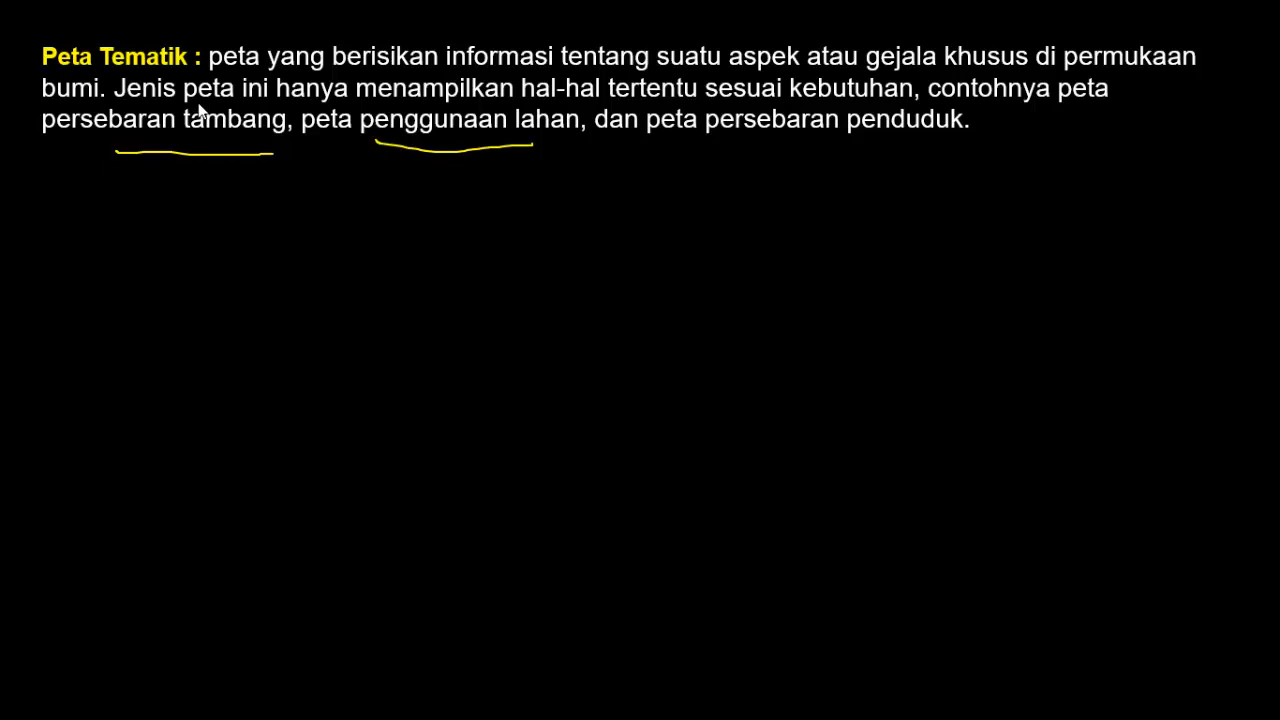 Peta Tematik : peta yang berisikan informasi tentang suatu aspek atau gejala khusus di permukaan
bumi. Jenis peta ini hanya menampilkan hal-hal tertentu sesuai kebutuhan, contohnya peta
persebaran tambang, peta penggunaan lahan, dan peta persebaran penduduk.